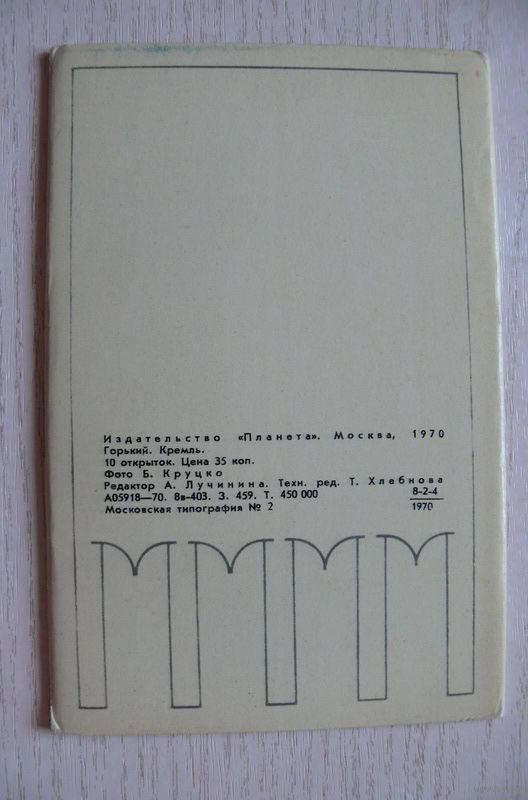 Издательство «Планета». Москва, 1970
Горький. Кремль.
10 открыток. Цена 35 коп.
Фото Б. Круцко
Редактор А. Лучинина. Техн. ред. Т. Хлебнова
А05918—70. 8в-403. З. 459. Т. 450 000 8-2-4
Московская типография № 2 1970